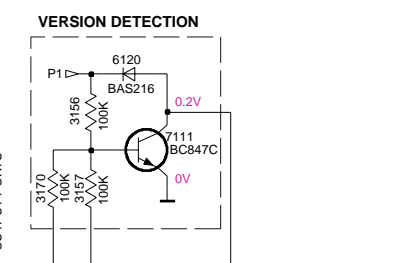 VERSION DETECTION
6120
P1
BAS216
0.2V
3156
100K
7111
BC847C
3170
100K
3157
100K
0V